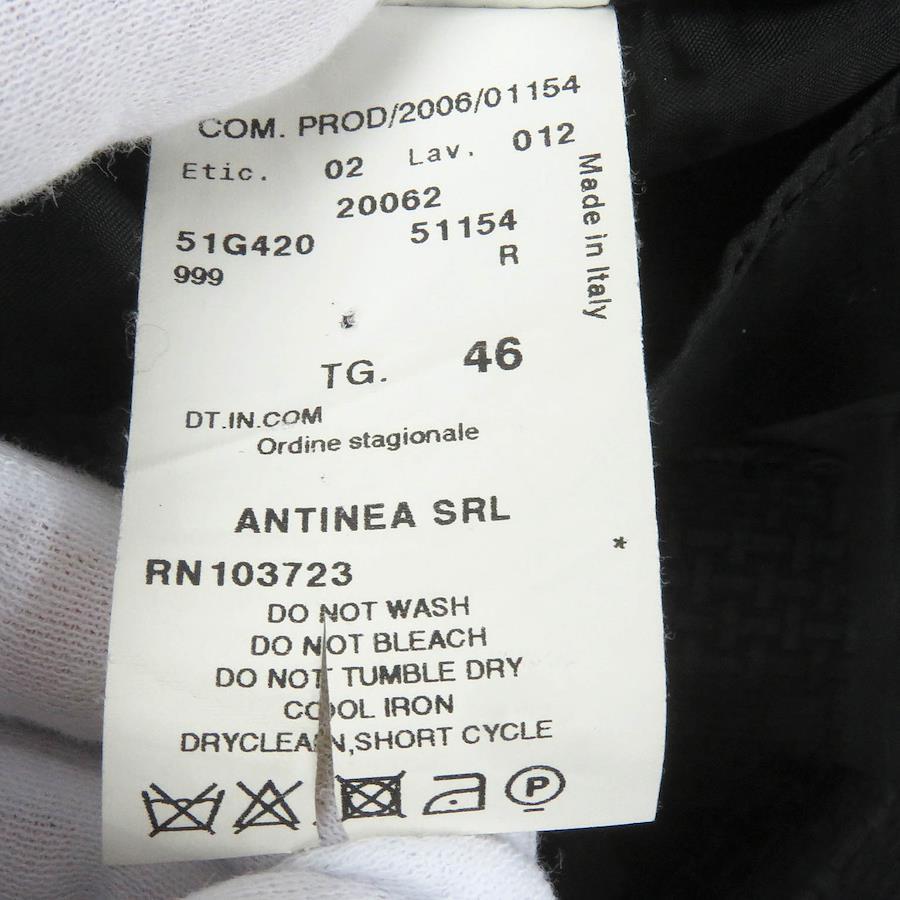 COM. PROD/2006/01154
Etic. 02 Lav. 012
20062
51G420 51154
999 R
Made in Italy
TG. 46
DT.IN.COM
Ordine stagionale
ANTINEA SRL
*
RN103723
DO NOT WASH
DO NOT BLEACH
DO NOT TUMBLE DRY
COOL IRON
DRYCLEAN,SHORT CYCLE
P